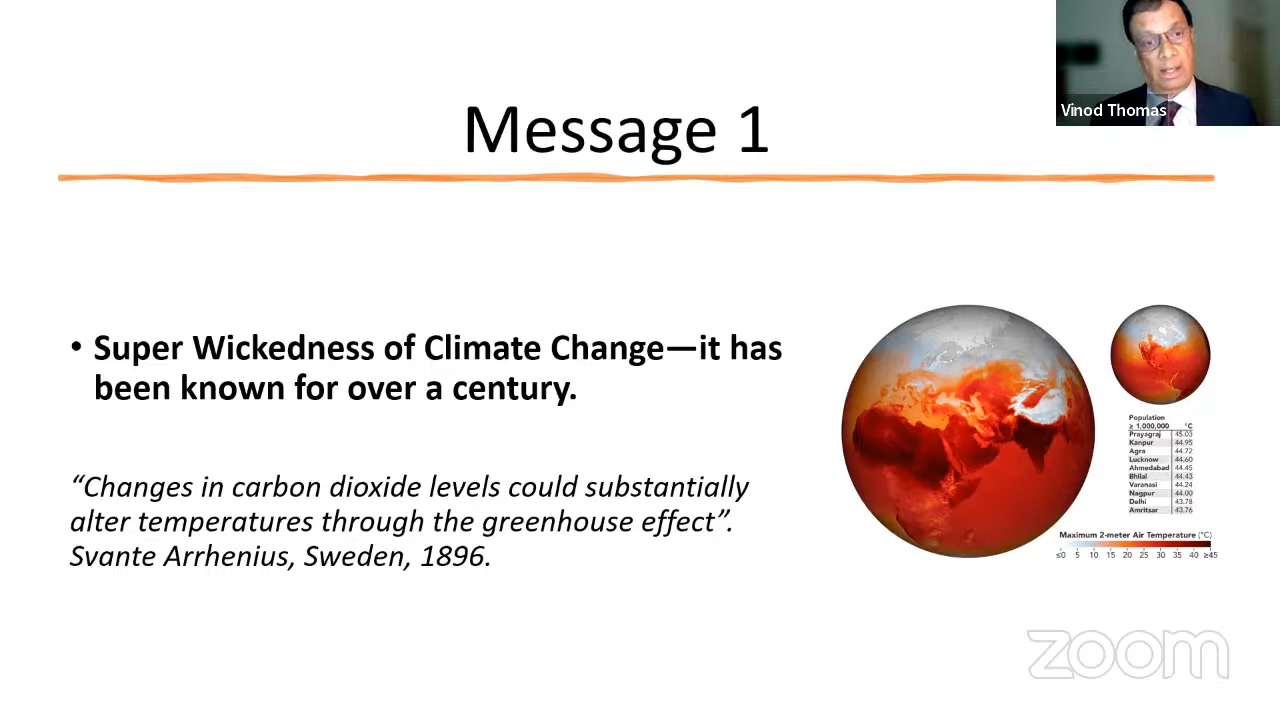 Vinod Thomas
Message 1
• Super Wickedness of Climate Change—it has
been known for over a century.
“Changes in carbon dioxide levels could substantially
alter temperatures through the greenhouse effect”.
Svante Arrhenius, Sweden, 1896.
Population
≥ 1,000,000 °C
Prayagraj 45.03
Kanpur 44.95
Agra 44.72
Lucknow 44.60
Ahmedabad 44.45
Bhilai 44.43
Varanasi 44.24
Nagpur 44.00
Delhi 43.78
Amritsar 43.76
Maximum 2-meter Air Temperature (°C)
≤0 5 10 15 20 25 30 35 40 ≥45
zoom